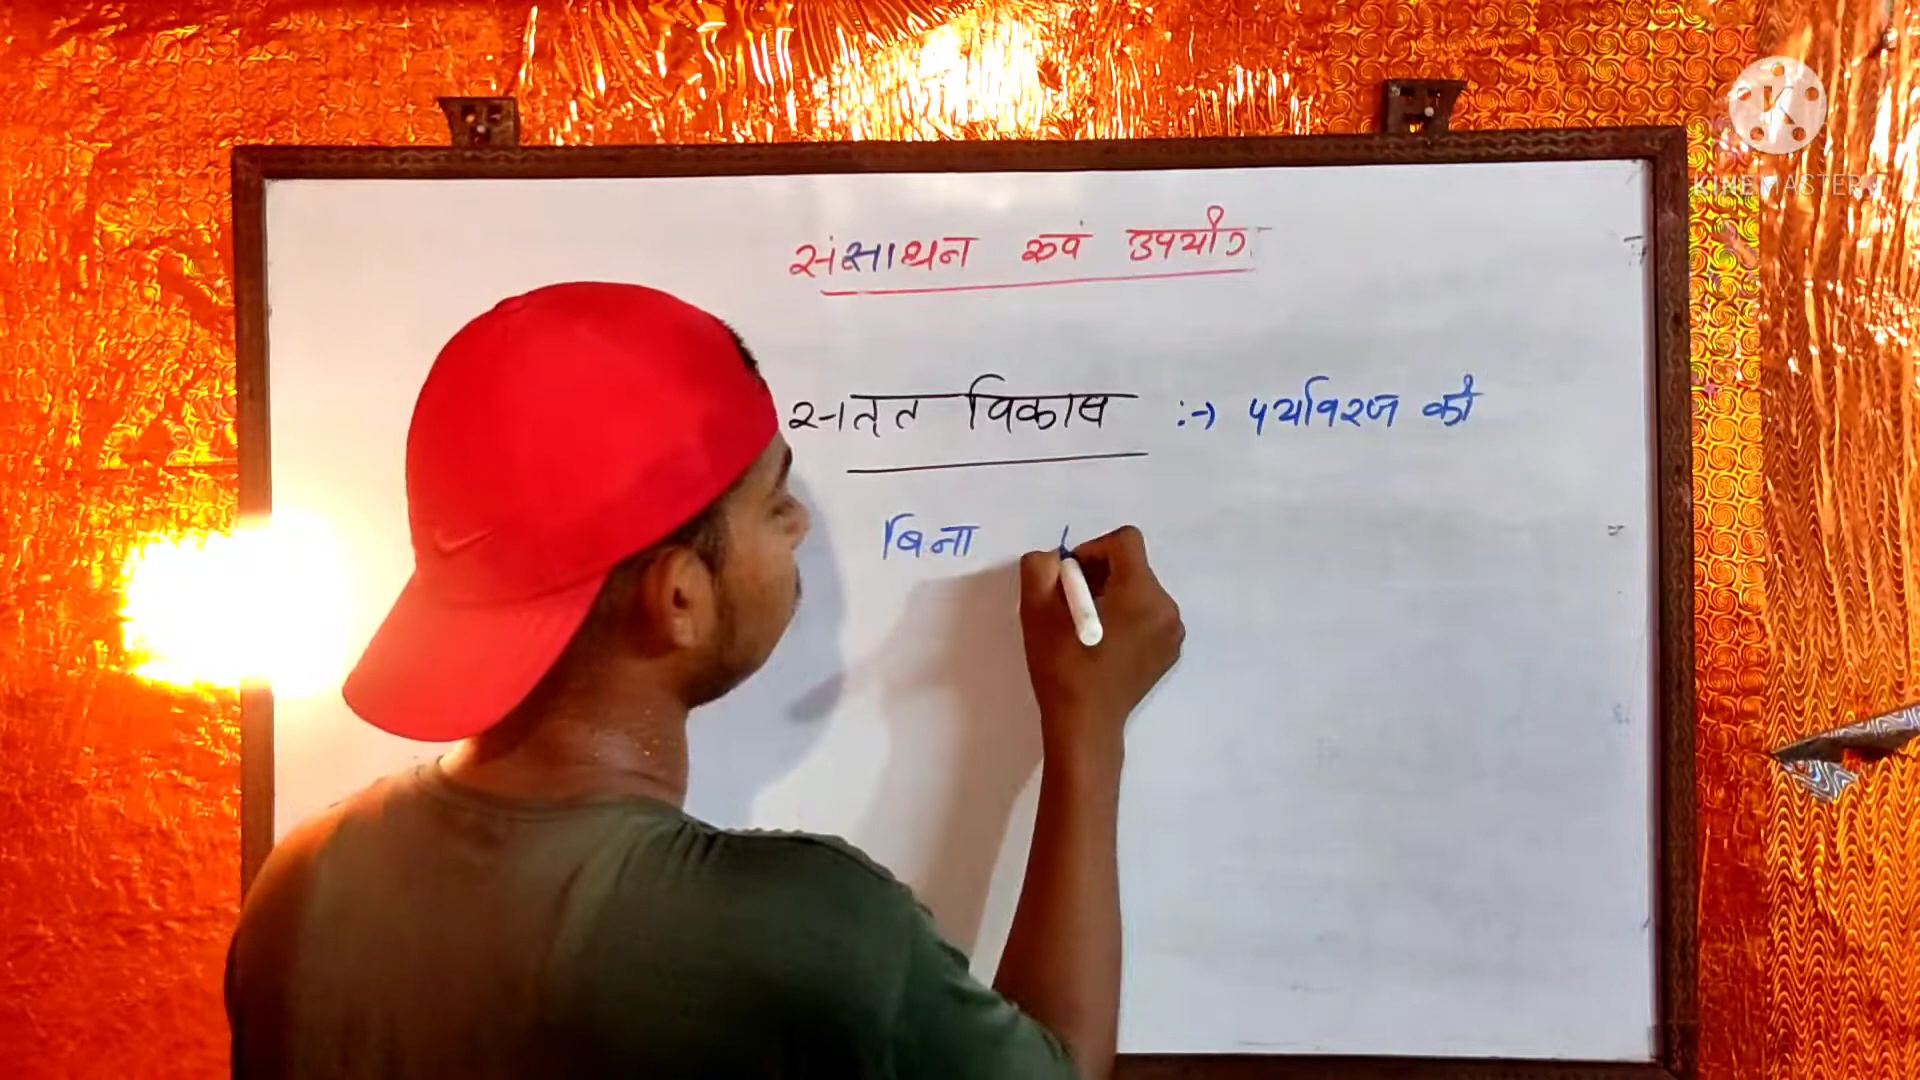 संसाधन एवं उपयोग
सतत विकास :→ पर्यावरण को
बिना
KINEMASTER